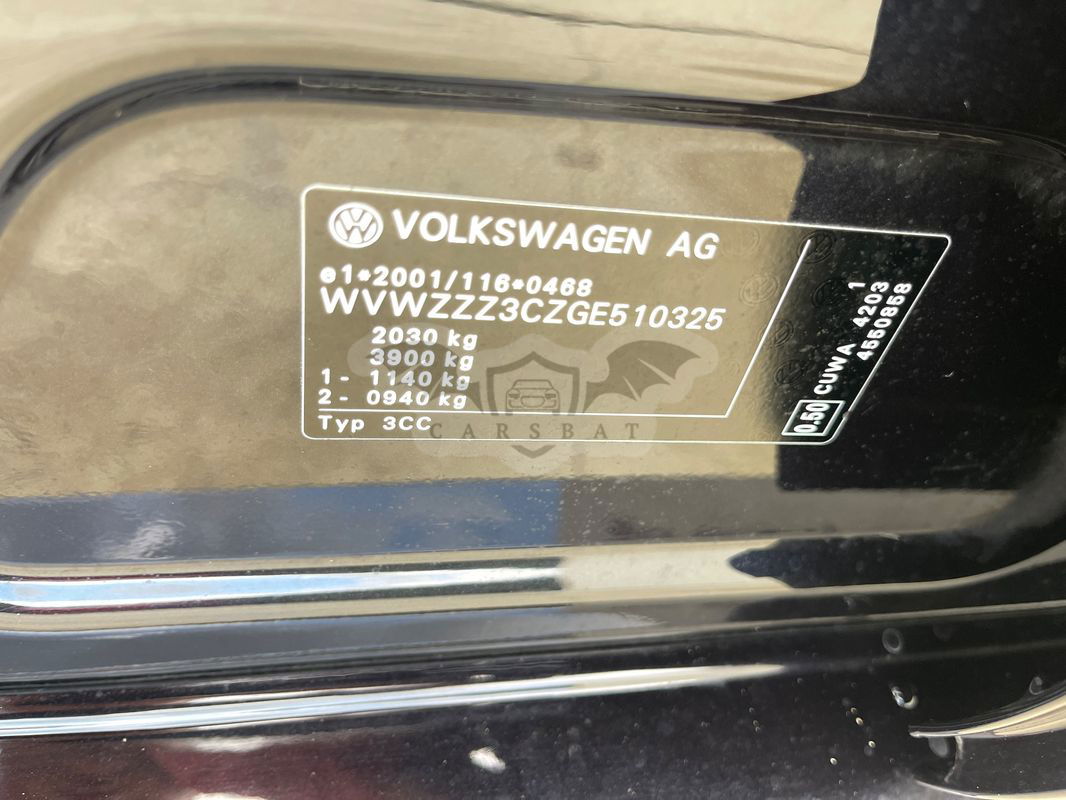 VOLKSWAGEN AG
e1*2001/116*0468
WVWZZZ3CZGE510325
2030 kg
3900 kg
1- 1140 kg
2- 0940 kg
Typ 3CC
0.50 CUWA 4203 1
4550858
CARSBAT